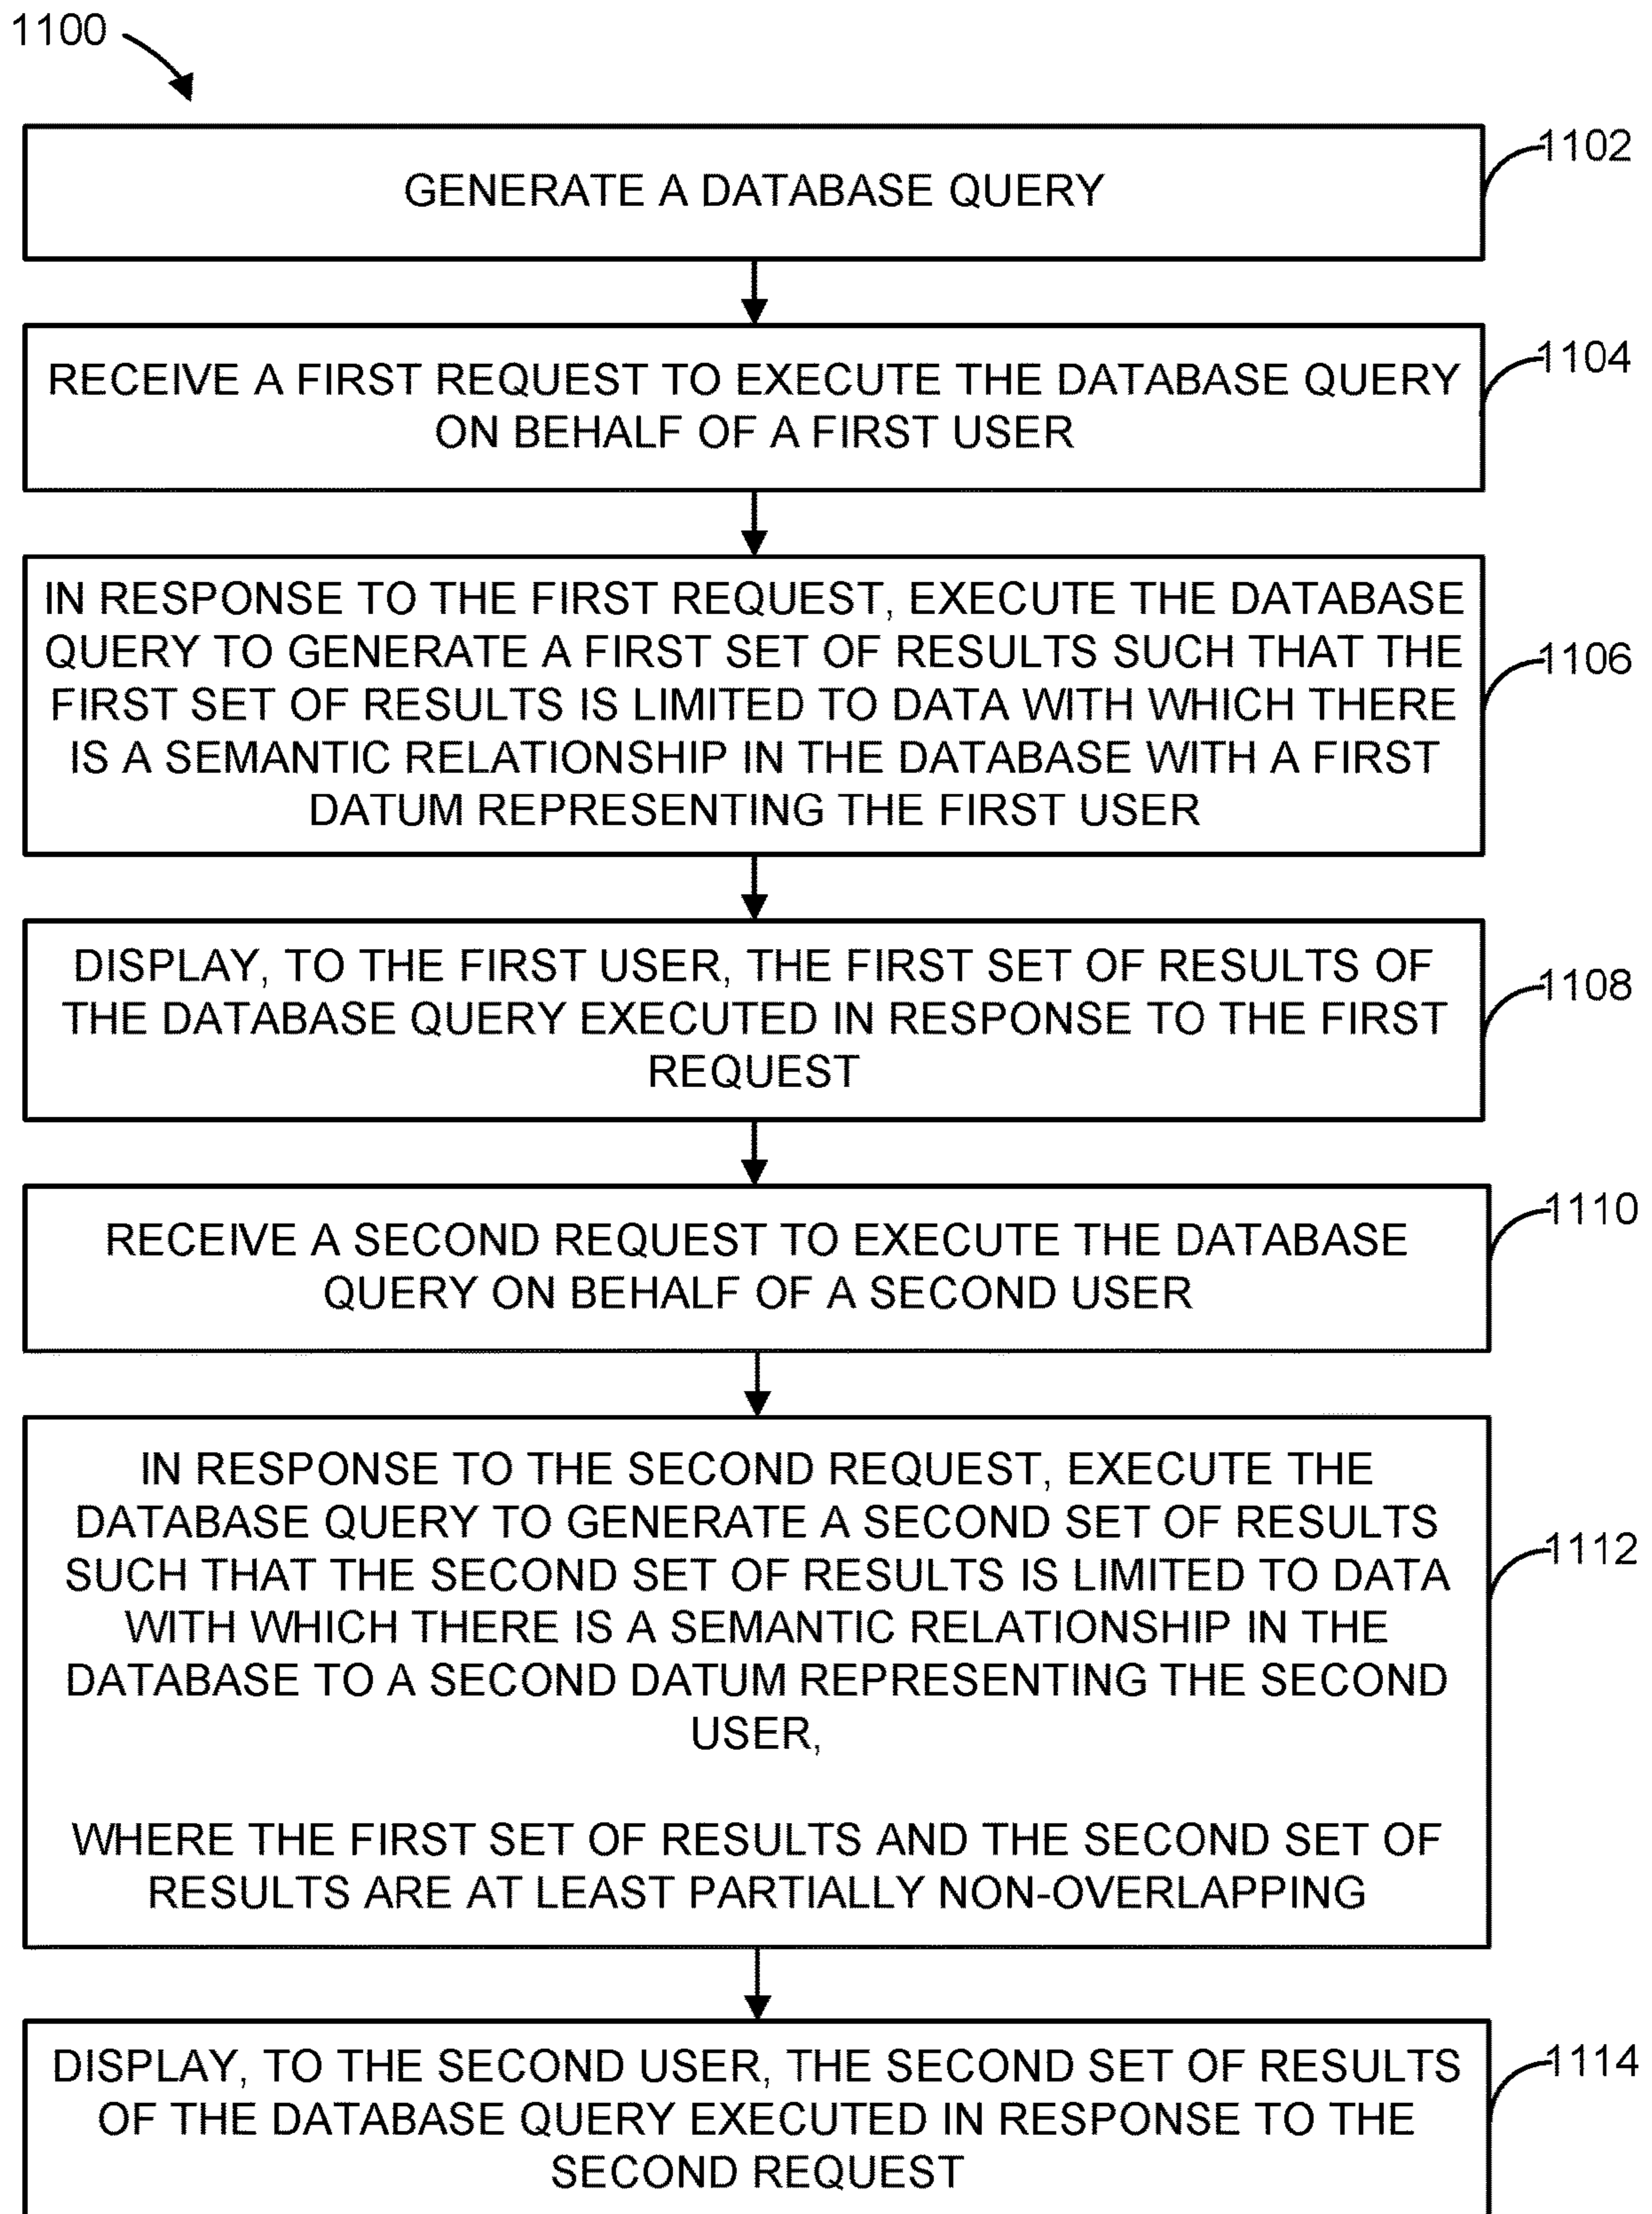 1100
1102
GENERATE A DATABASE QUERY
1104
RECEIVE A FIRST REQUEST TO EXECUTE THE DATABASE QUERY
ON BEHALF OF A FIRST USER
IN RESPONSE TO THE FIRST REQUEST, EXECUTE THE DATABASE
QUERY TO GENERATE A FIRST SET OF RESULTS SUCH THAT THE
1106
FIRST SET OF RESULTS IS LIMITED TO DATA WITH WHICH THERE
IS A SEMANTIC RELATIONSHIP IN THE DATABASE WITH A FIRST
DATUM REPRESENTING THE FIRST USER
DISPLAY, TO THE FIRST USER, THE FIRST SET OF RESULTS OF
1108
THE DATABASE QUERY EXECUTED IN RESPONSE TO THE FIRST
REQUEST
1110
RECEIVE A SECOND REQUEST TO EXECUTE THE DATABASE
QUERY ON BEHALF OF A SECOND USER
IN RESPONSE TO THE SECOND REQUEST, EXECUTE THE
DATABASE QUERY TO GENERATE A SECOND SET OF RESULTS
1112
SUCH THAT THE SECOND SET OF RESULTS IS LIMITED TO DATA
WITH WHICH THERE IS A SEMANTIC RELATIONSHIP IN THE
DATABASE TO A SECOND DATUM REPRESENTING THE SECOND
USER,
WHERE THE FIRST SET OF RESULTS AND THE SECOND SET OF
RESULTS ARE AT LEAST PARTIALLY NON-OVERLAPPING
1114
DISPLAY, TO THE SECOND USER, THE SECOND SET OF RESULTS
OF THE DATABASE QUERY EXECUTED IN RESPONSE TO THE
SECOND REQUEST